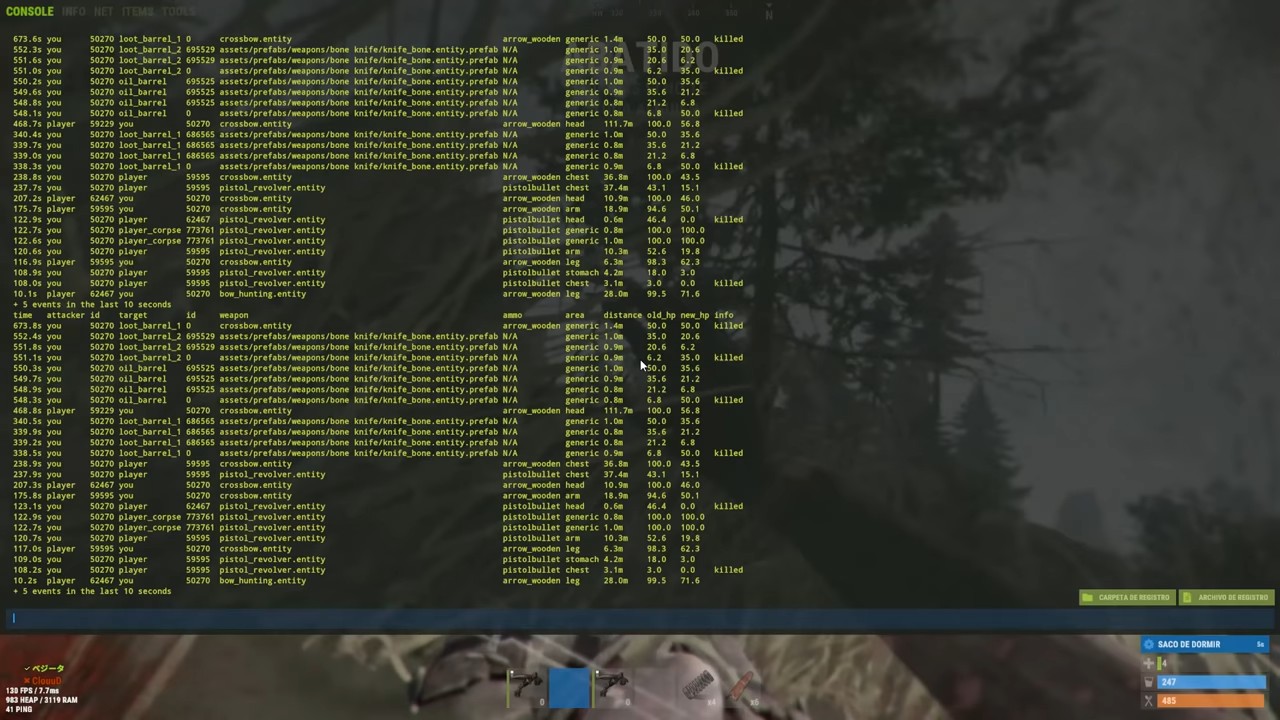 CONSOLE INFO NET ITEMS TOOLS
673.6s you 50270 loot_barrel_1 0 crossbow.entity arrow_wooden generic 1.4m 50.0 50.0 killed
552.3s you 50270 loot_barrel_2 695529 assets/prefabs/weapons/bone knife/knife_bone.entity.prefab N/A generic 1.0m 35.0 20.6
551.6s you 50270 loot_barrel_2 695529 assets/prefabs/weapons/bone knife/knife_bone.entity.prefab N/A generic 0.9m 20.6 6.2
551.0s you 50270 loot_barrel_2 0 assets/prefabs/weapons/bone knife/knife_bone.entity.prefab N/A generic 0.9m 6.2 35.0 killed
550.2s you 50270 oil_barrel 695525 assets/prefabs/weapons/bone knife/knife_bone.entity.prefab N/A generic 1.0m 50.0 35.6
549.6s you 50270 oil_barrel 695525 assets/prefabs/weapons/bone knife/knife_bone.entity.prefab N/A generic 0.9m 35.6 21.2
548.8s you 50270 oil_barrel 695525 assets/prefabs/weapons/bone knife/knife_bone.entity.prefab N/A generic 0.8m 21.2 6.8
548.1s you 50270 oil_barrel 0 assets/prefabs/weapons/bone knife/knife_bone.entity.prefab N/A generic 0.8m 6.8 50.0 killed
468.7s player 59229 you 50270 crossbow.entity arrow_wooden head 111.7m 100.0 56.8
340.4s you 50270 loot_barrel_1 686565 assets/prefabs/weapons/bone knife/knife_bone.entity.prefab N/A generic 1.0m 50.0 35.6
339.7s you 50270 loot_barrel_1 686565 assets/prefabs/weapons/bone knife/knife_bone.entity.prefab N/A generic 0.8m 35.6 21.2
339.0s you 50270 loot_barrel_1 686565 assets/prefabs/weapons/bone knife/knife_bone.entity.prefab N/A generic 0.8m 21.2 6.8
338.3s you 50270 loot_barrel_1 0 assets/prefabs/weapons/bone knife/knife_bone.entity.prefab N/A generic 0.9m 6.8 50.0 killed
238.8s you 50270 player 59595 crossbow.entity arrow_wooden chest 36.8m 100.0 43.5
237.7s you 50270 player 59595 pistol_revolver.entity pistolbullet chest 37.4m 43.1 15.1
207.2s player 62467 you 50270 crossbow.entity arrow_wooden head 10.9m 100.0 46.0
175.7s player 59595 you 50270 crossbow.entity arrow_wooden arm 18.9m 94.6 50.1
122.9s you 50270 player 62467 pistol_revolver.entity pistolbullet head 0.6m 46.4 0.0 killed
122.7s you 50270 player_corpse 773761 pistol_revolver.entity pistolbullet generic 0.8m 100.0 100.0
122.6s you 50270 player_corpse 773761 pistol_revolver.entity pistolbullet generic 1.0m 100.0 100.0
120.6s you 50270 player 59595 pistol_revolver.entity pistolbullet arm 10.3m 52.6 19.8
116.9s player 59595 you 50270 crossbow.entity arrow_wooden leg 6.3m 98.3 62.3
108.9s you 50270 player 59595 pistol_revolver.entity pistolbullet stomach 4.2m 18.0 3.0
108.0s you 50270 player 59595 pistol_revolver.entity pistolbullet chest 3.1m 3.0 0.0 killed
10.1s player 62467 you 50270 bow_hunting.entity arrow_wooden leg 28.0m 99.5 71.6
+ 5 events in the last 10 seconds
time attacker id target id weapon ammo area distance old_hp new_hp info
673.8s you 50270 loot_barrel_1 0 crossbow.entity arrow_wooden generic 1.4m 50.0 50.0 killed
552.4s you 50270 loot_barrel_2 695529 assets/prefabs/weapons/bone knife/knife_bone.entity.prefab N/A generic 1.0m 35.0 20.6
551.8s you 50270 loot_barrel_2 695529 assets/prefabs/weapons/bone knife/knife_bone.entity.prefab N/A generic 0.9m 20.6 6.2
551.1s you 50270 loot_barrel_2 0 assets/prefabs/weapons/bone knife/knife_bone.entity.prefab N/A generic 0.9m 6.2 35.0 killed
550.3s you 50270 oil_barrel 695525 assets/prefabs/weapons/bone knife/knife_bone.entity.prefab N/A generic 1.0m 50.0 35.6
549.7s you 50270 oil_barrel 695525 assets/prefabs/weapons/bone knife/knife_bone.entity.prefab N/A generic 0.9m 35.6 21.2
548.9s you 50270 oil_barrel 695525 assets/prefabs/weapons/bone knife/knife_bone.entity.prefab N/A generic 0.8m 21.2 6.8
548.3s you 50270 oil_barrel 0 assets/prefabs/weapons/bone knife/knife_bone.entity.prefab N/A generic 0.8m 6.8 50.0 killed
468.8s player 59229 you 50270 crossbow.entity arrow_wooden head 111.7m 100.0 56.8
340.5s you 50270 loot_barrel_1 686565 assets/prefabs/weapons/bone knife/knife_bone.entity.prefab N/A generic 1.0m 50.0 35.6
339.9s you 50270 loot_barrel_1 686565 assets/prefabs/weapons/bone knife/knife_bone.entity.prefab N/A generic 0.8m 35.6 21.2
339.2s you 50270 loot_barrel_1 686565 assets/prefabs/weapons/bone knife/knife_bone.entity.prefab N/A generic 0.8m 21.2 6.8
338.5s you 50270 loot_barrel_1 0 assets/prefabs/weapons/bone knife/knife_bone.entity.prefab N/A generic 0.9m 6.8 50.0 killed
238.9s you 50270 player 59595 crossbow.entity arrow_wooden chest 36.8m 100.0 43.5
237.9s you 50270 player 59595 pistol_revolver.entity pistolbullet chest 37.4m 43.1 15.1
207.3s player 62467 you 50270 crossbow.entity arrow_wooden head 10.9m 100.0 46.0
175.8s player 59595 you 50270 crossbow.entity arrow_wooden arm 18.9m 94.6 50.1
123.1s you 50270 player 62467 pistol_revolver.entity pistolbullet head 0.6m 46.4 0.0 killed
122.9s you 50270 player_corpse 773761 pistol_revolver.entity pistolbullet generic 0.8m 100.0 100.0
122.7s you 50270 player_corpse 773761 pistol_revolver.entity pistolbullet generic 1.0m 100.0 100.0
120.7s you 50270 player 59595 pistol_revolver.entity pistolbullet arm 10.3m 52.6 19.8
117.0s player 59595 you 50270 crossbow.entity arrow_wooden leg 6.3m 98.3 62.3
109.0s you 50270 player 59595 pistol_revolver.entity pistolbullet stomach 4.2m 18.0 3.0
108.2s you 50270 player 59595 pistol_revolver.entity pistolbullet chest 3.1m 3.0 0.0 killed
10.2s player 62467 you 50270 bow_hunting.entity arrow_wooden leg 28.0m 99.5 71.6
+ 5 events in the last 10 seconds
CARPETA DE REGISTRO ARCHIVO DE REGISTRO
SACO DE DORMIR 5s
4
247
485
ベジータ
ClouuD
130 FPS / 7.7ms
983 HEAP / 3119 RAM
41 PING
0 0 x4 x6